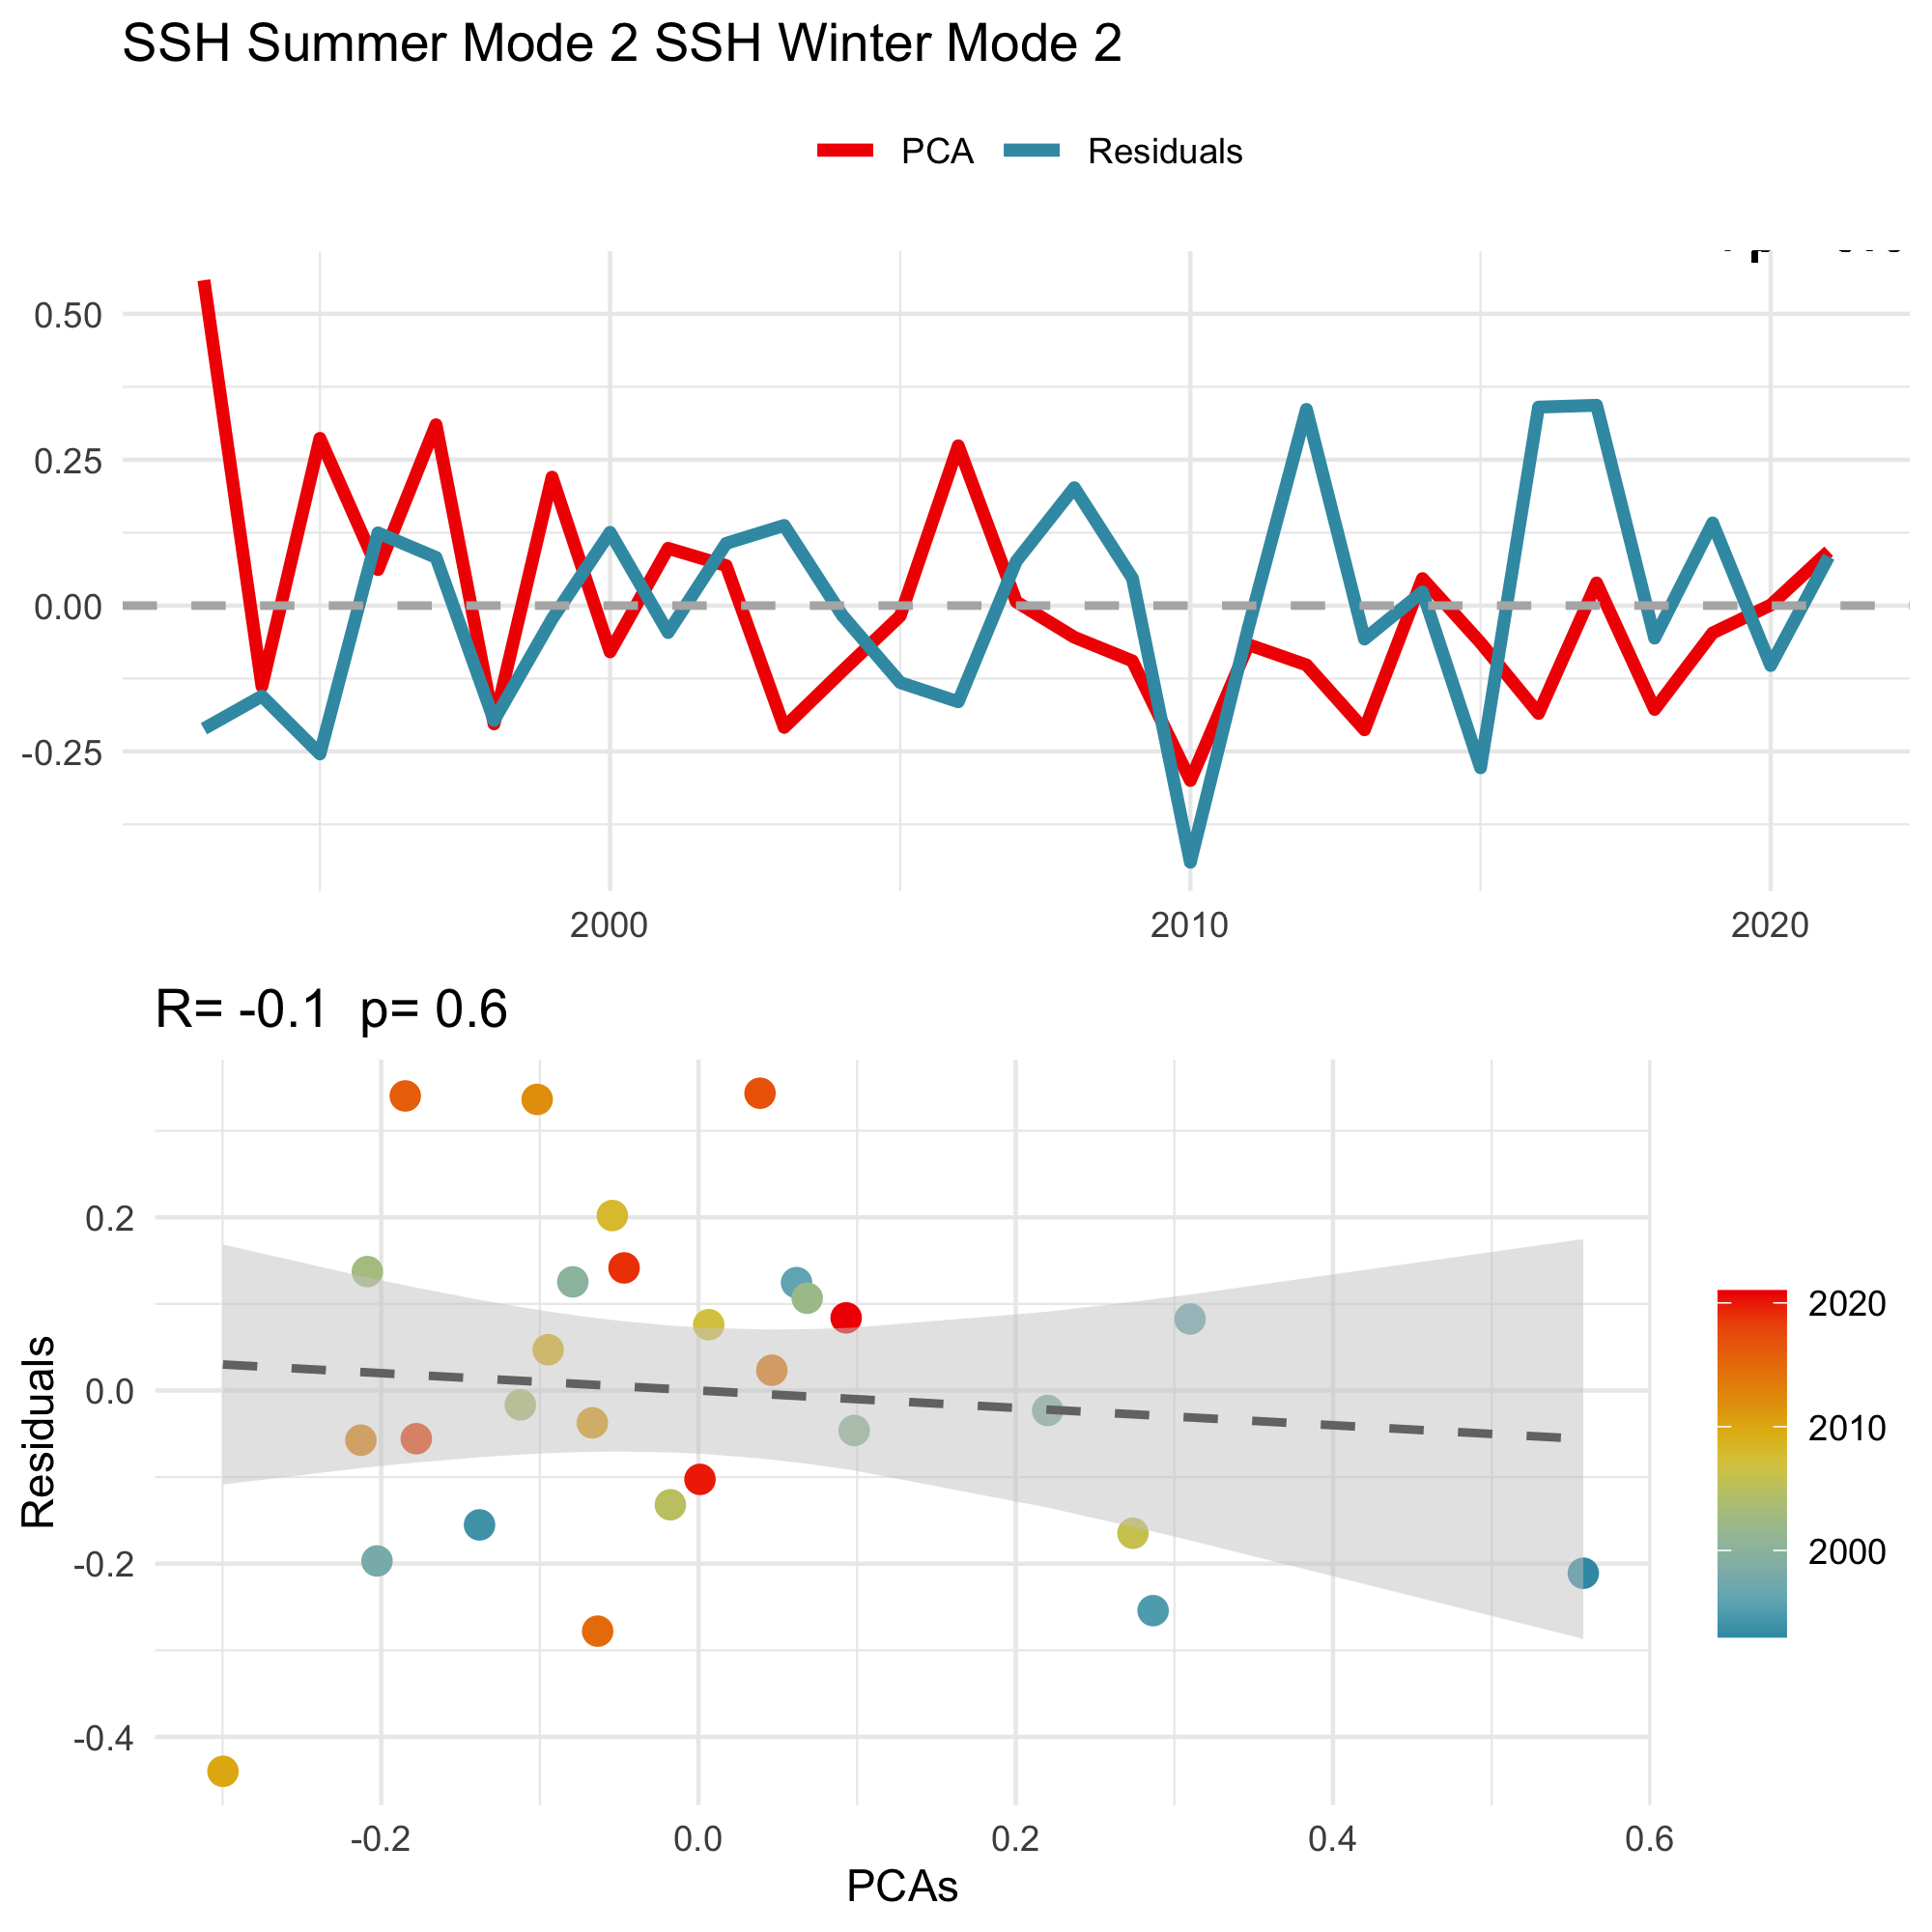 SSH Summer Mode 2 SSH Winter Mode 2
PCA Residuals
0.50
0.25
0.00
-0.25
2000 2010 2020
R= -0.1 p= 0.6
Residuals
0.2
0.0
-0.2
-0.4
-0.2 0.0 0.2 0.4 0.6
PCAs
2020
2010
2000